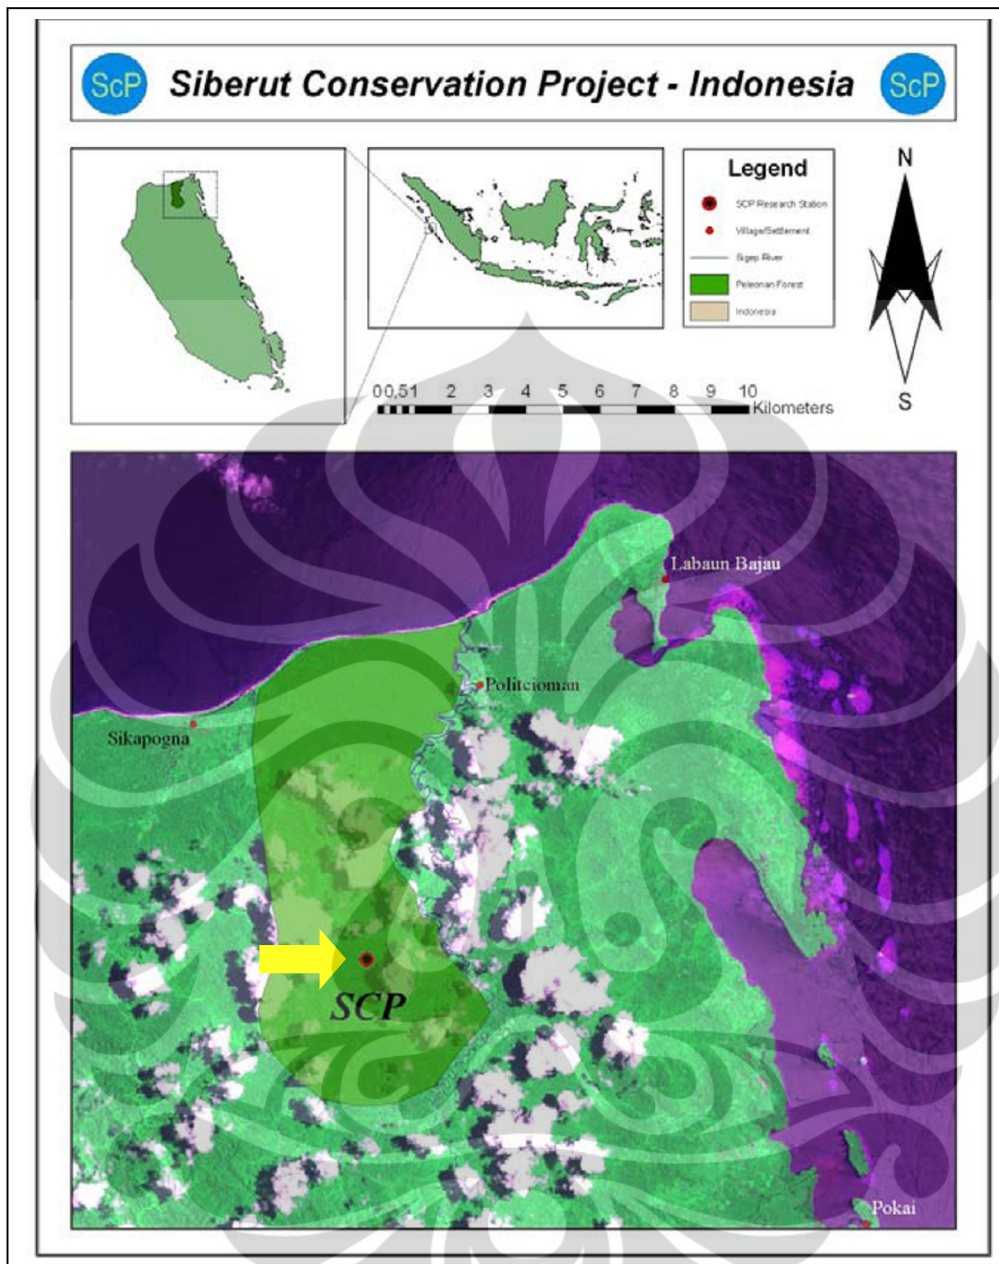 ScP Siberut Conservation Project - Indonesia ScP
Legend
SCP Research Station
Village/Settlement
Sigep River
Peleonan Forest
Indonesia
N
S
0 0,5 1 2 3 4 5 6 7 8 9 10
Kilometers
Labaun Bajau
Politcioman
Sikapogna
SCP
Pokai